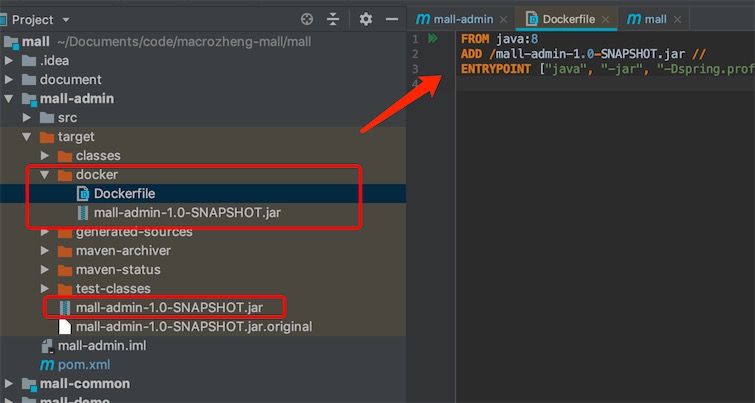 Project
mall ~/Documents/code/macrozheng-mall/mall
.idea
document
mall-admin
src
target
classes
docker
Dockerfile
mall-admin-1.0-SNAPSHOT.jar
generated-sources
maven-archiver
maven-status
test-classes
mall-admin-1.0-SNAPSHOT.jar
mall-admin-1.0-SNAPSHOT.jar.original
mall-admin.iml
m pom.xml
mall-common
mall-demo
m mall-admin × Dockerfile × m mall ×
1 FROM java:8
2 ADD /mall-admin-1.0-SNAPSHOT.jar //
3 ENTRYPOINT ["java", "-jar", "-Dspring.prof
4